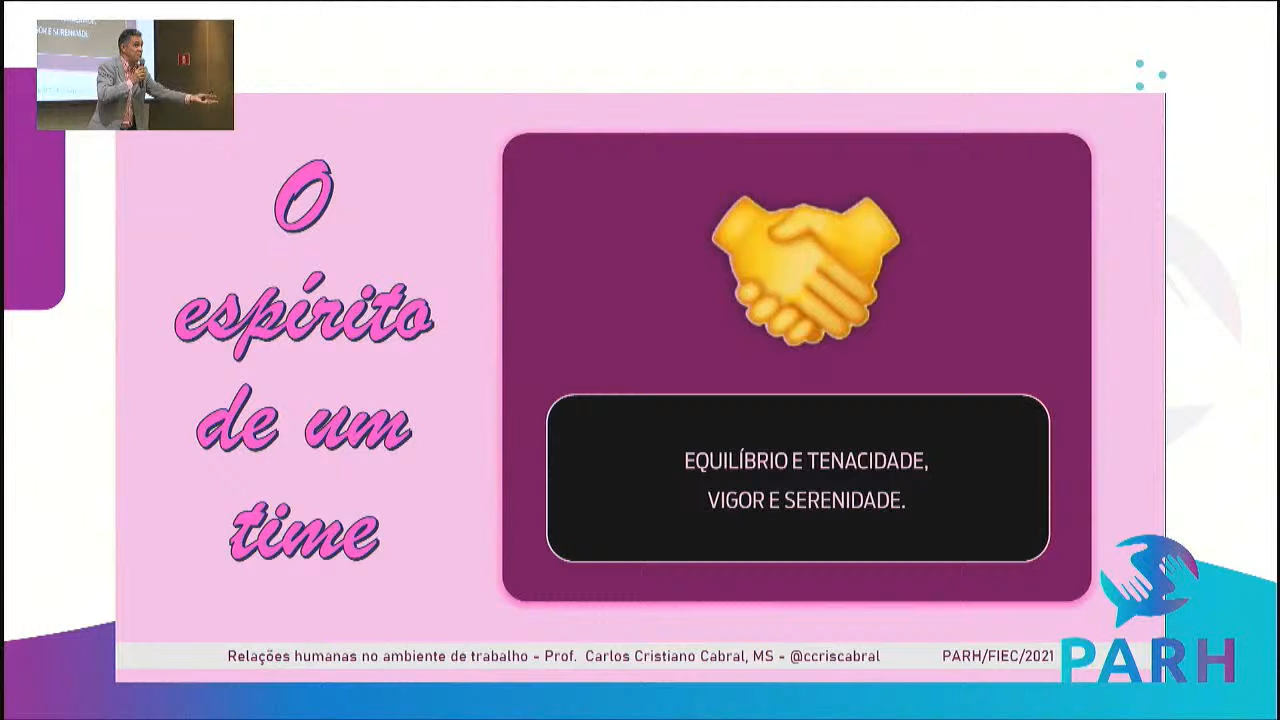 O
espírito
de um
time
EQUILÍBRIO E TENACIDADE,
VIGOR E SERENIDADE.
Relações humanas no ambiente de trabalho - Prof. Carlos Cristiano Cabral, MS - @ccriscabral
PARH/FIEC/2021
PARH